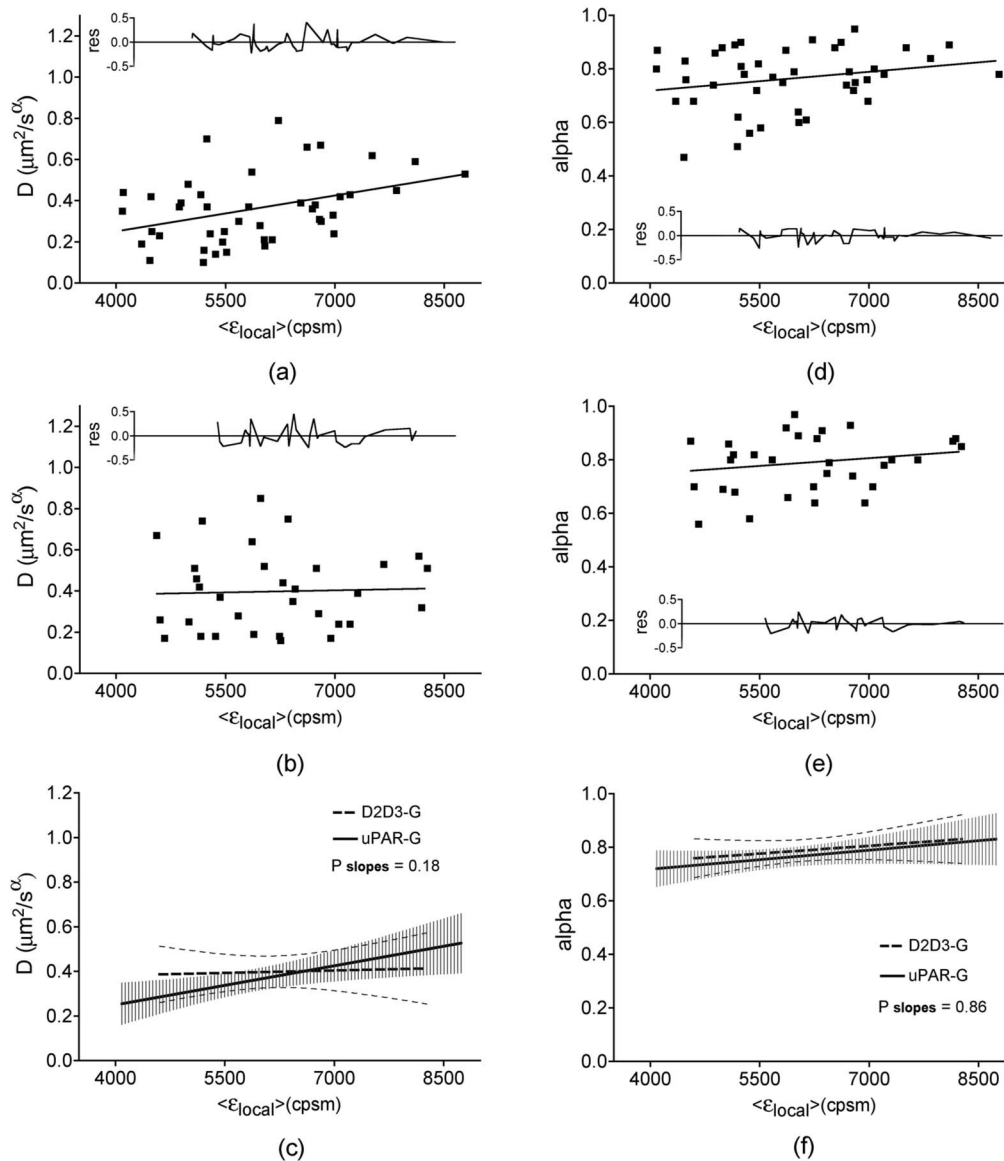 1.2
1.0
0.8
0.6
0.4
0.2
0.0
D (μm²/s^α)
res
0.5
0.0
-0.5
4000 5500 7000 8500
<ε_local>(cpsm)
(a)
1.0
0.8
0.6
0.4
0.2
0.0
alpha
res
0.5
0.0
-0.5
4000 5500 7000 8500
<ε_local>(cpsm)
(d)
1.2
1.0
0.8
0.6
0.4
0.2
0.0
D (μm²/s^α)
res
0.5
0.0
-0.5
4000 5500 7000 8500
<ε_local>(cpsm)
(b)
1.0
0.8
0.6
0.4
0.2
0.0
alpha
res
0.5
0.0
-0.5
4000 5500 7000 8500
<ε_local>(cpsm)
(e)
1.2
1.0
0.8
0.6
0.4
0.2
0.0
D (μm²/s^α)
D2D3-G
uPAR-G
P slopes = 0.18
4000 5500 7000 8500
<ε_local>(cpsm)
(c)
1.0
0.8
0.6
0.4
0.2
0.0
alpha
D2D3-G
uPAR-G
P slopes = 0.86
4000 5500 7000 8500
<ε_local>(cpsm)
(f)